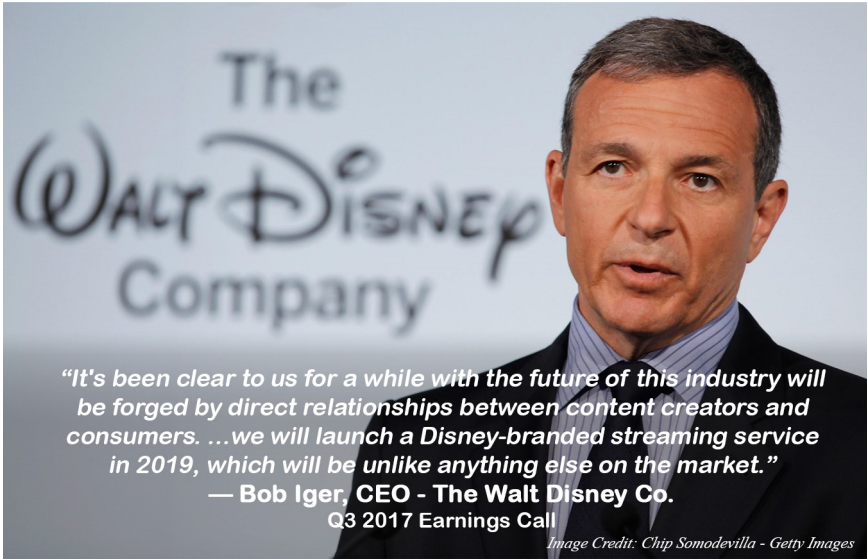 The
WALT DISNEY
Company
“It's been clear to us for a while with the future of this industry will
be forged by direct relationships between content creators and
consumers. …we will launch a Disney-branded streaming service
in 2019, which will be unlike anything else on the market.”
— Bob Iger, CEO - The Walt Disney Co.
Q3 2017 Earnings Call
Image Credit: Chip Somodevilla - Getty Images